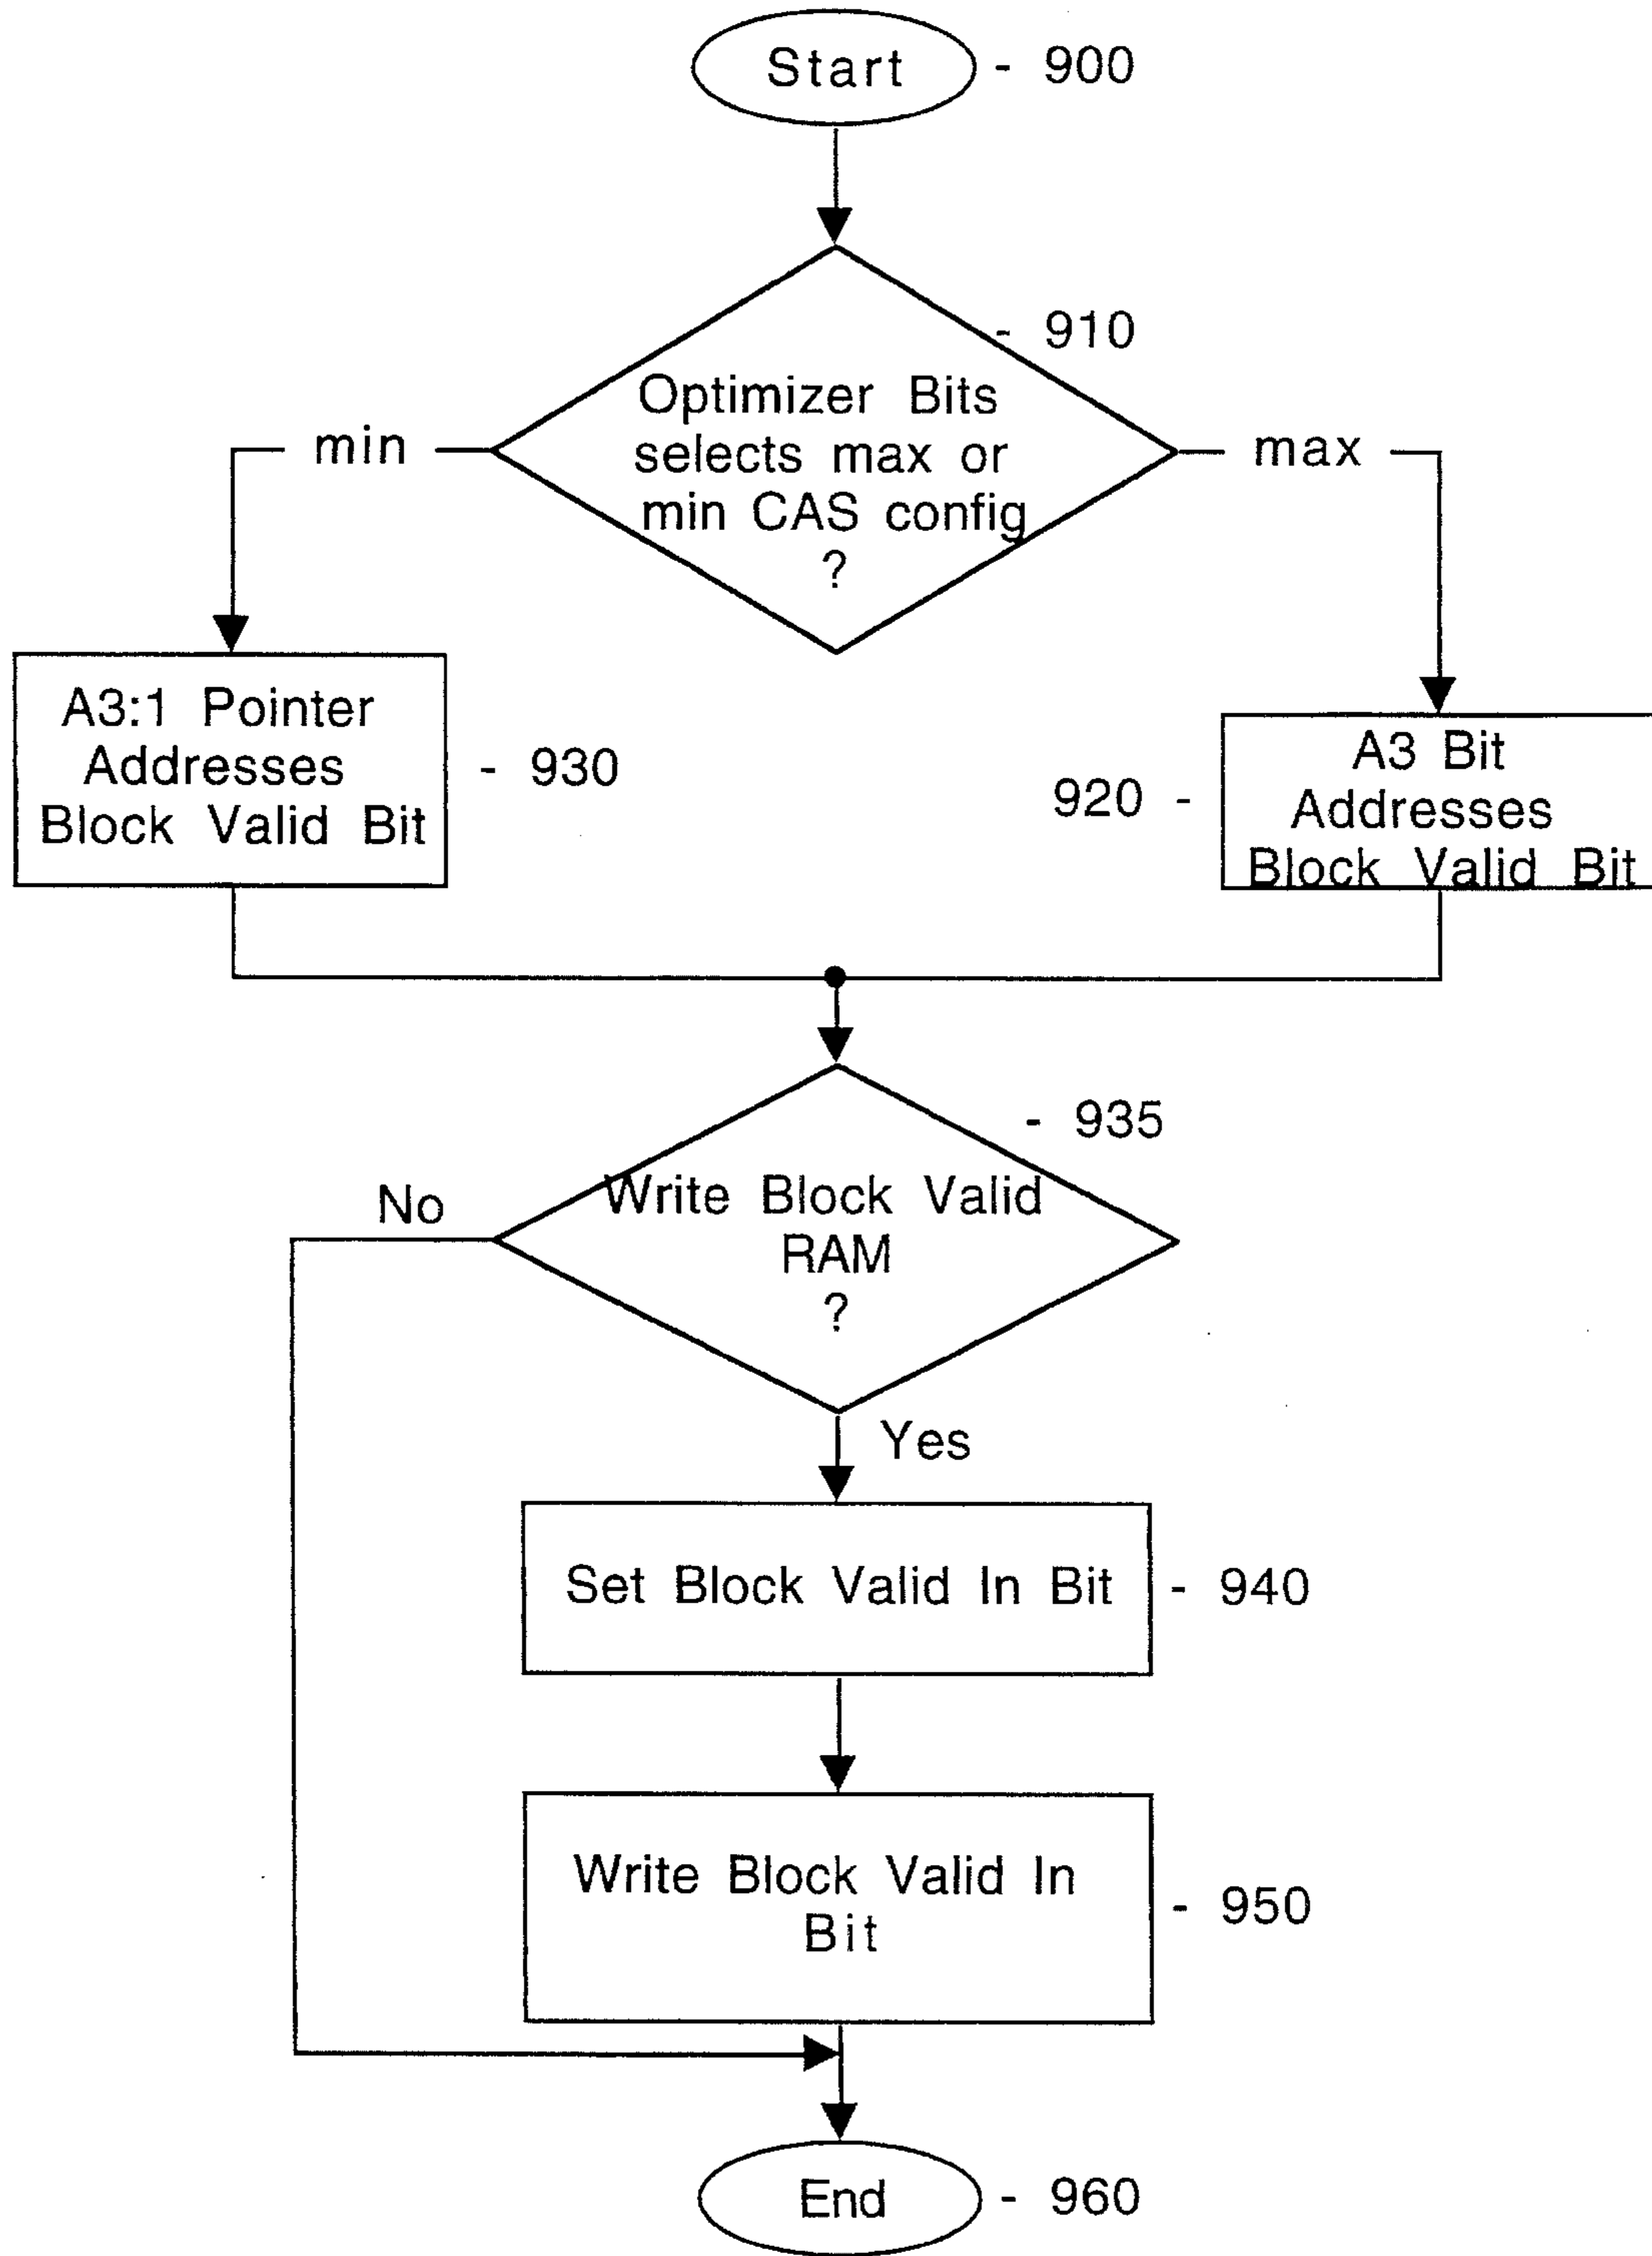 Start - 900
- 910
Optimizer Bits
selects max or
min CAS config
?
min
max
A3:1 Pointer
Addresses
Block Valid Bit
- 930
920 -
A3 Bit
Addresses
Block Valid Bit
- 935
No
Write Block Valid
RAM
?
Yes
Set Block Valid In Bit - 940
Write Block Valid In
Bit
- 950
End - 960